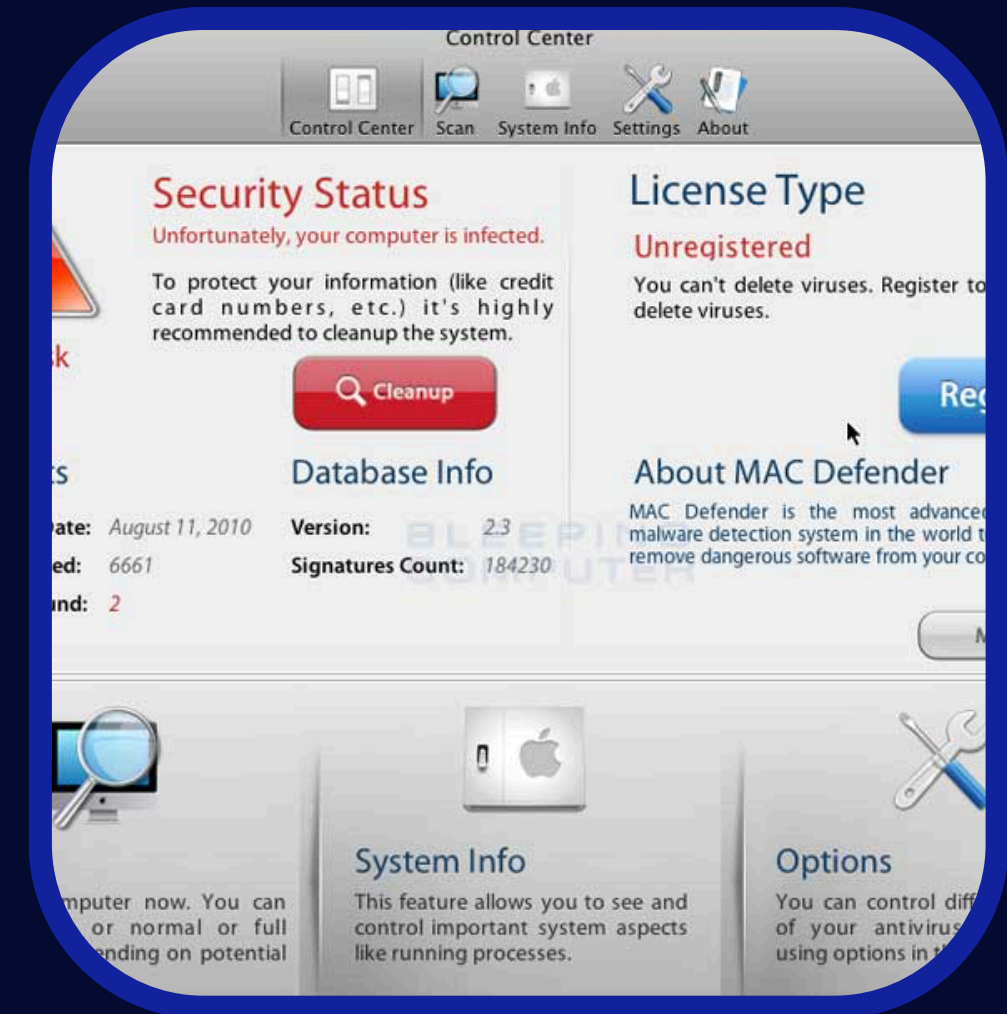 Control Center
Control Center Scan System Info Settings About
Security Status
Unfortunately, your computer is infected.
To protect your information (like credit
card numbers, etc.) it's highly
recommended to cleanup the system.
Cleanup
License Type
Unregistered
You can't delete viruses. Register to
delete viruses.
Database Info
August 11, 2010
6661
2
Version: 2.3
Signatures Count: 184230
BLEEPING
COMPUTER
About MAC Defender
MAC Defender is the most advanced
malware detection system in the world
remove dangerous software from your
System Info
This feature allows you to see and
control important system aspects
like running processes.
Options
You can control
of your antivirus
using options in
now. You can
or normal or full
on potential